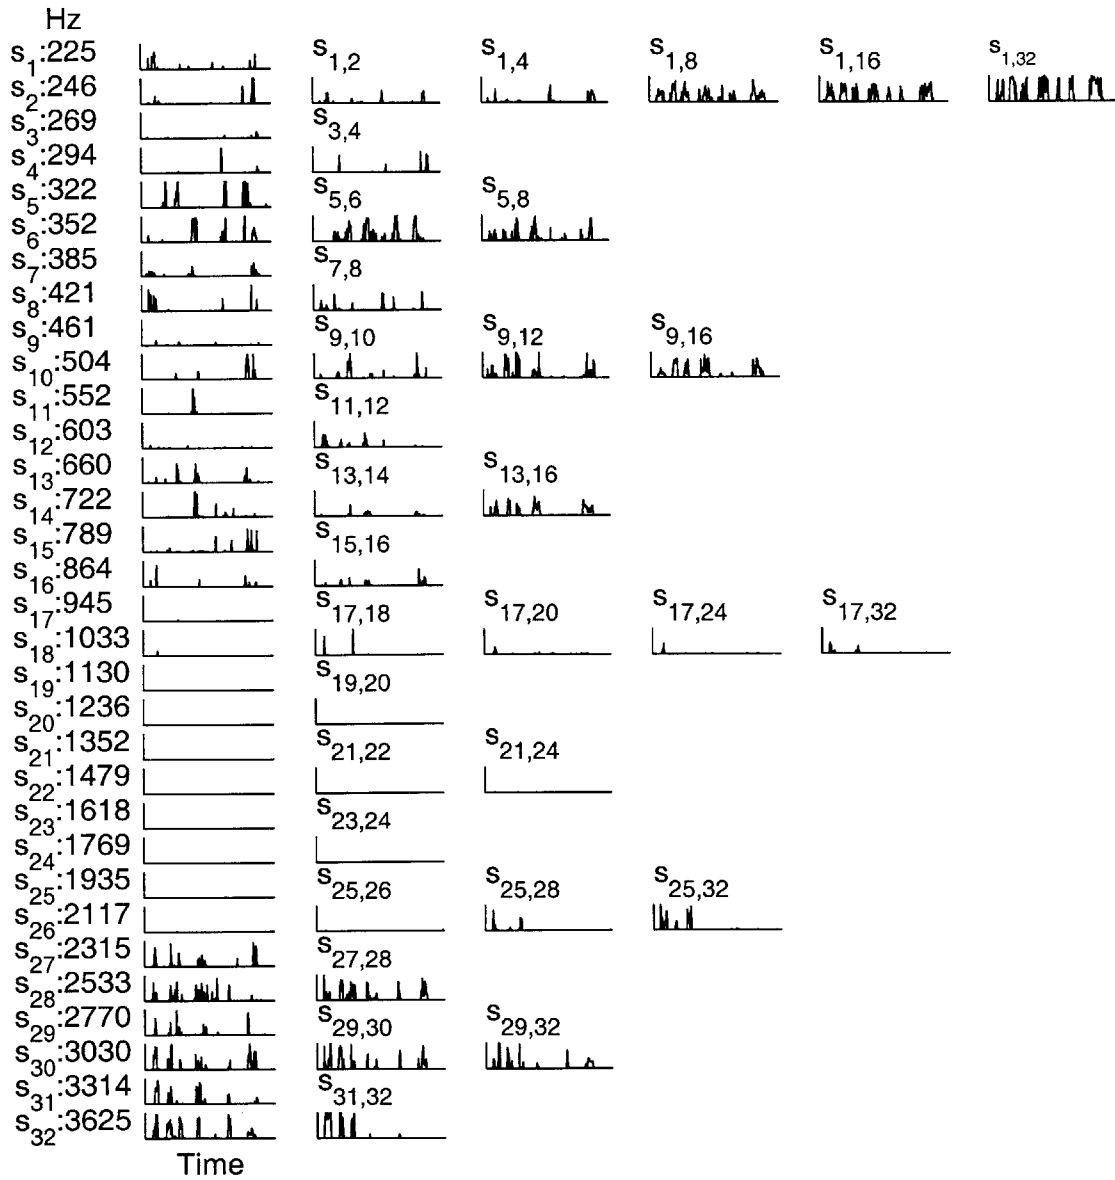 Hz
s1:225 s1,2 s1,4 s1,8 s1,16 s1,32
s2:246
s3:269 s3,4
s4:294
s5:322 s5,6 s5,8
s6:352
s7:385 s7,8
s8:421
s9:461 s9,10 s9,12 s9,16
s10:504
s11:552 s11,12
s12:603
s13:660 s13,14 s13,16
s14:722
s15:789 s15,16
s16:864
s17:945 s17,18 s17,20 s17,24 s17,32
s18:1033
s19:1130 s19,20
s20:1236
s21:1352 s21,22 s21,24
s22:1479
s23:1618 s23,24
s24:1769
s25:1935 s25,26 s25,28 s25,32
s26:2117
s27:2315 s27,28
s28:2533
s29:2770 s29,30 s29,32
s30:3030
s31:3314 s31,32
s32:3625
Time